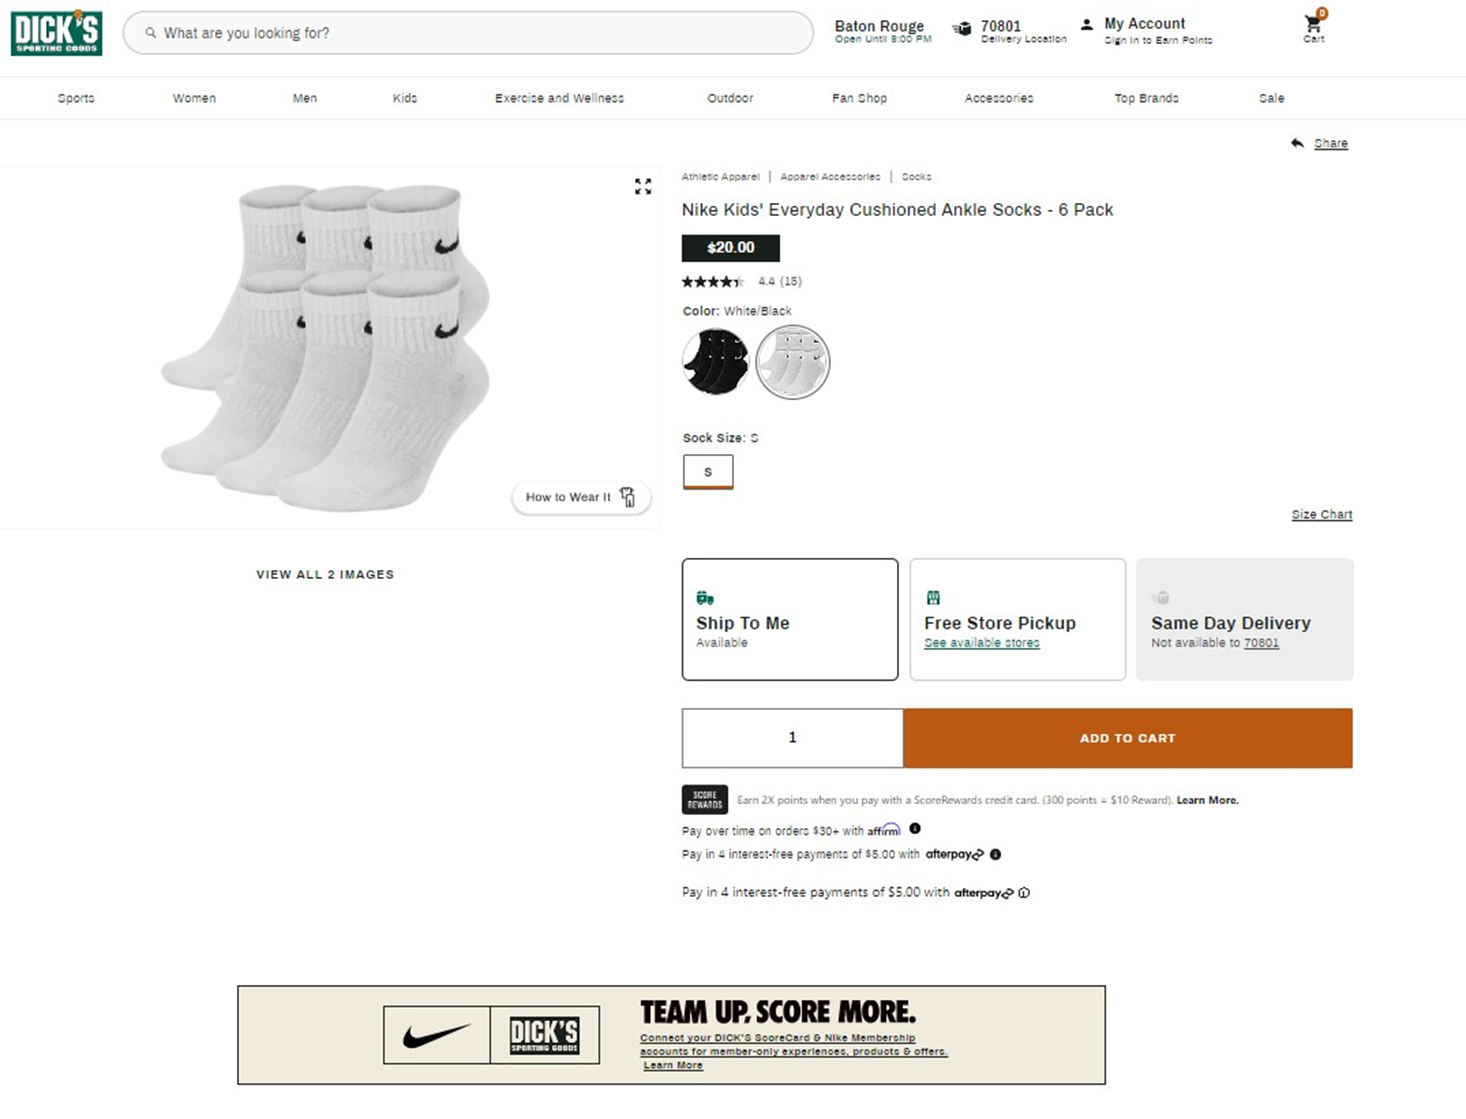 DICK'S
SPORTING GOODS
What are you looking for?
Baton Rouge
Open Until 9:00 PM
70801
Delivery Location
My Account
Sign In to Earn Points
0
Cart
Sports
Women
Men
Kids
Exercise and Wellness
Outdoor
Fan Shop
Accessories
Top Brands
Sale
Share
Athletic Apparel | Apparel Accessories | Socks
Nike Kids' Everyday Cushioned Ankle Socks - 6 Pack
$20.00
4.4 (15)
Color: White/Black
Sock Size: S
S
How to Wear It
Size Chart
VIEW ALL 2 IMAGES
Ship To Me
Available
Free Store Pickup
See available stores
Same Day Delivery
Not available to 70801
1
ADD TO CART
SCORE
REWARDS
Earn 2X points when you pay with a ScoreRewards credit card. (300 points = $10 Reward). Learn More.
Pay over time on orders $30+ with affirm
Pay in 4 interest-free payments of $5.00 with afterpay
Pay in 4 interest-free payments of $5.00 with afterpay
DICK'S
SPORTING GOODS
TEAM UP, SCORE MORE.
Connect your DICK'S ScoreCard & Nike Membership
accounts for member-only experiences, products & offers.
Learn More